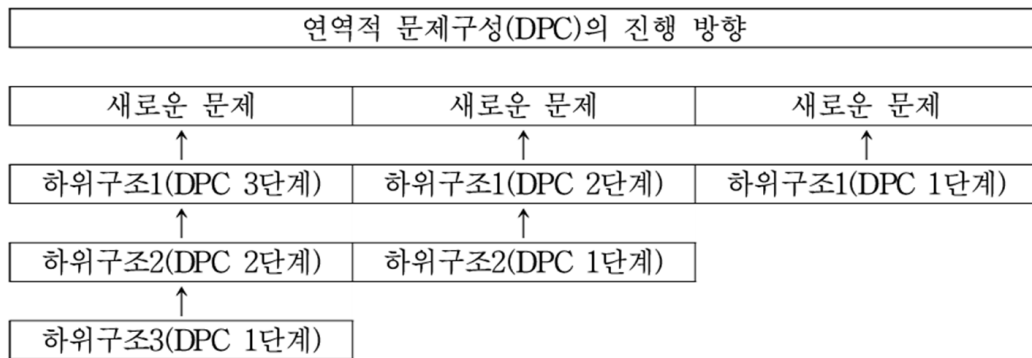 연역적 문제구성(DPC)의 진행 방향
새로운 문제 새로운 문제 새로운 문제
↑ ↑ ↑
하위구조1(DPC 3단계) 하위구조1(DPC 2단계) 하위구조1(DPC 1단계)
↑ ↑
하위구조2(DPC 2단계) 하위구조2(DPC 1단계)
↑
하위구조3(DPC 1단계)